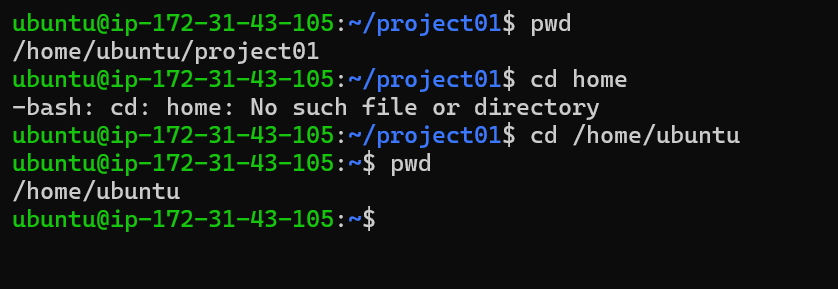 ubuntu@ip-172-31-43-105:~/project01$ pwd
/home/ubuntu/project01
ubuntu@ip-172-31-43-105:~/project01$ cd home
-bash: cd: home: No such file or directory
ubuntu@ip-172-31-43-105:~/project01$ cd /home/ubuntu
ubuntu@ip-172-31-43-105:~$ pwd
/home/ubuntu
ubuntu@ip-172-31-43-105:~$